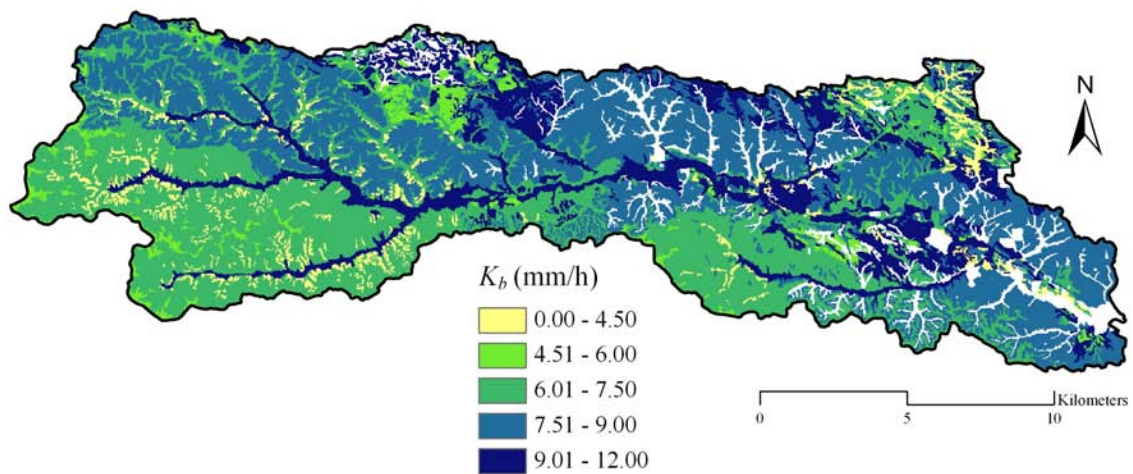 N
K_b (mm/h)
0.00 - 4.50
4.51 - 6.00
6.01 - 7.50
7.51 - 9.00
9.01 - 12.00
Kilometers
0 5 10